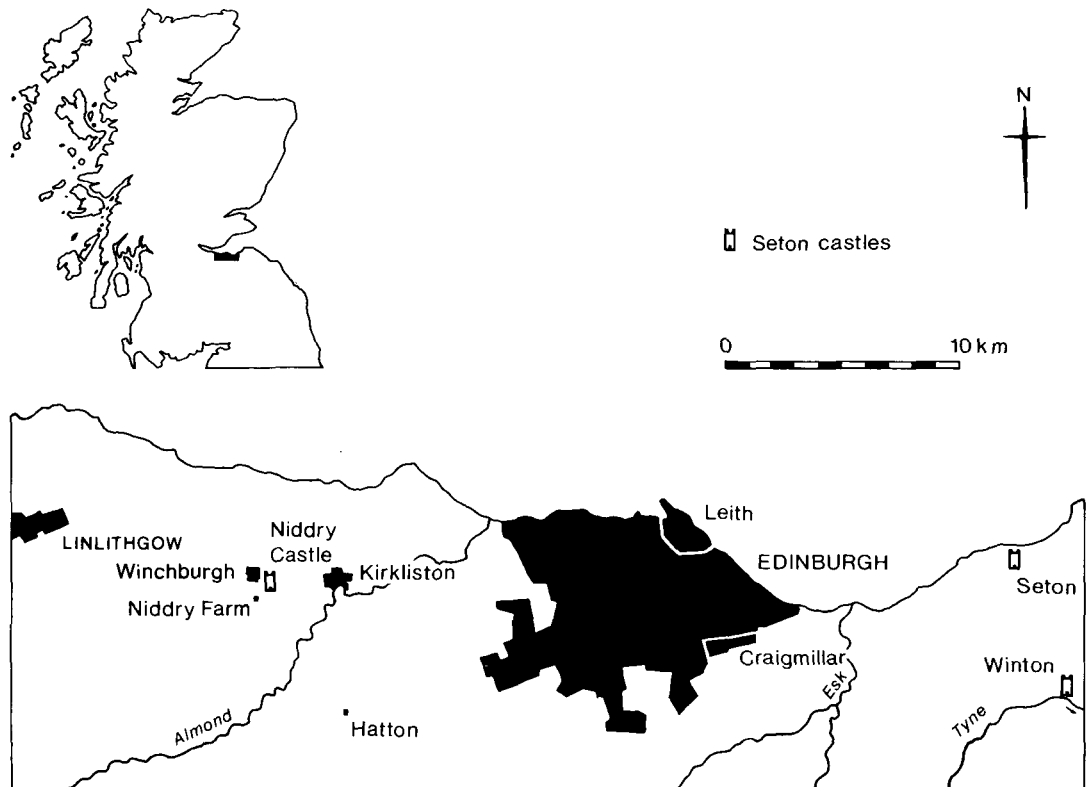 N
Seton castles
0 10 km
Leith
LINLITHGOW
Niddry
Castle
Winchburgh
Kirkliston
EDINBURGH
Seton
Niddry Farm
Craigmillar
Winton
Esk
Almond
Hatton
Tyne